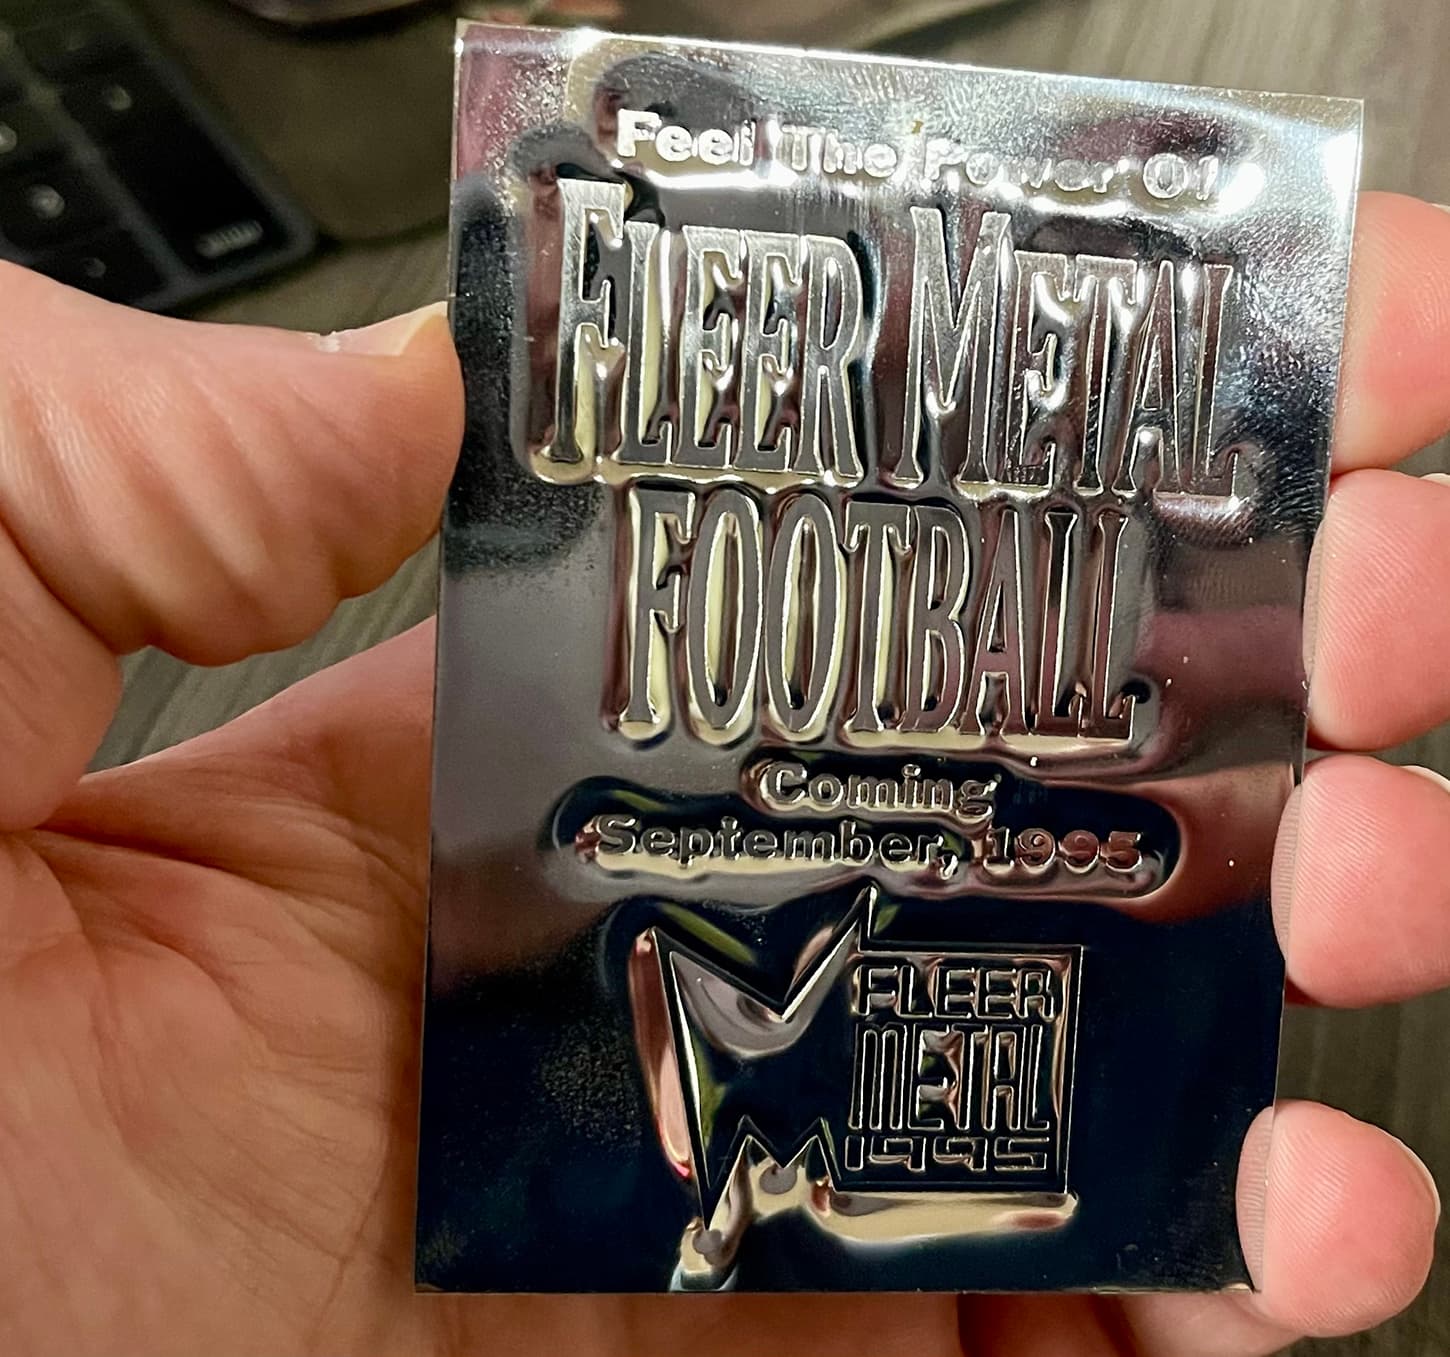 Feel The Power Of
FLEER METAL
FOOTBALL
Coming
September, 1995
FLEER
METAL
1995